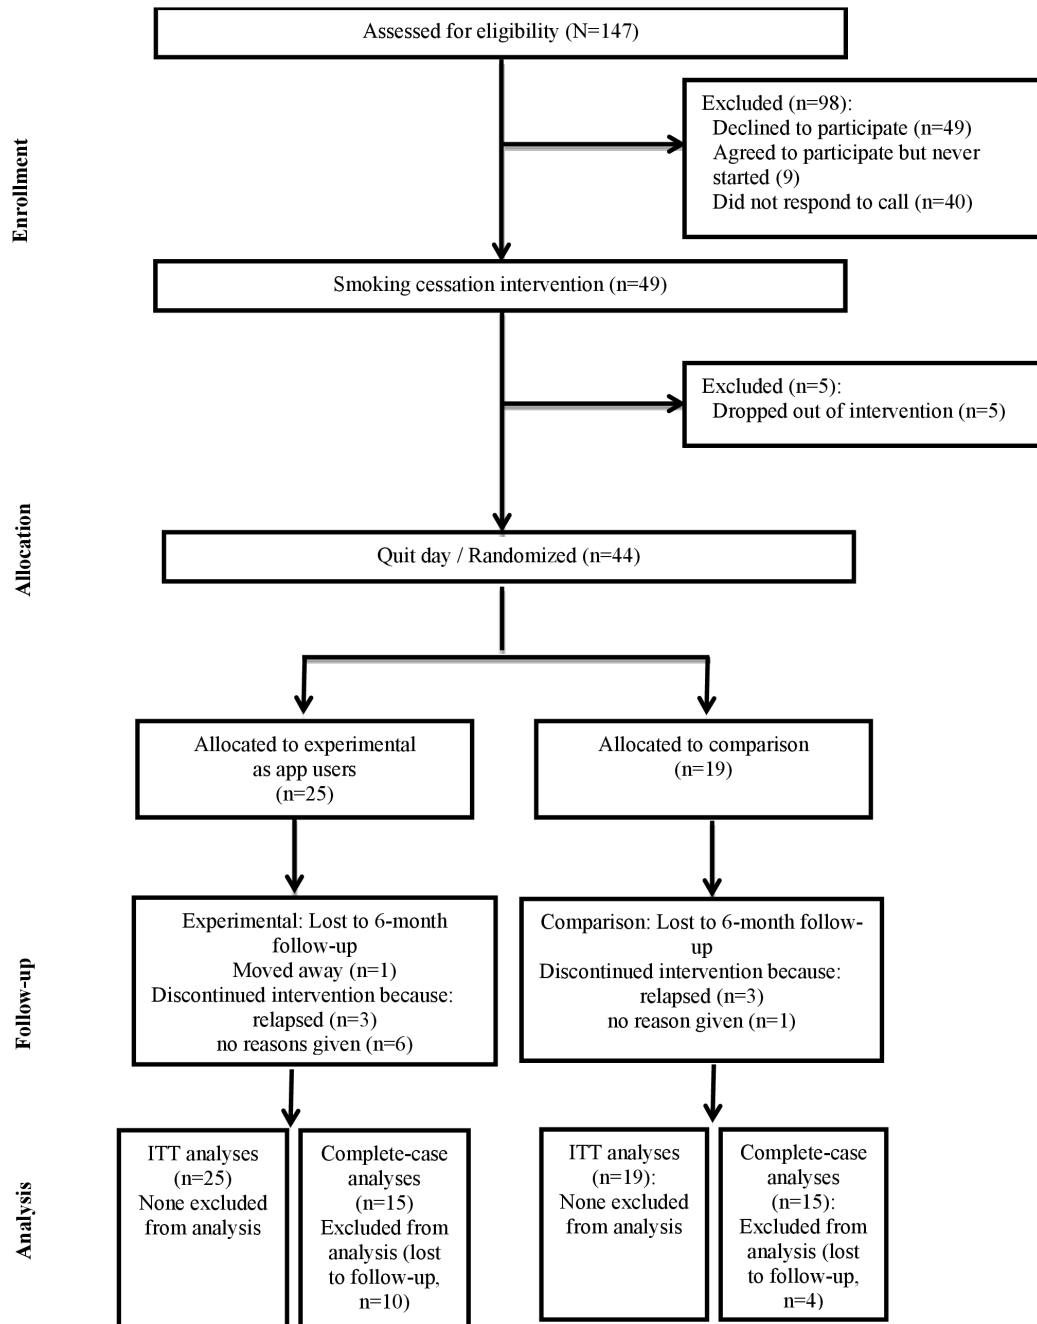 Assessed for eligibility (N=147)
Enrollment
Excluded (n=98):
Declined to participate (n=49)
Agreed to participate but never
started (9)
Did not respond to call (n=40)
Smoking cessation intervention (n=49)
Excluded (n=5):
Dropped out of intervention (n=5)
Allocation
Quit day / Randomized (n=44)
Allocated to experimental
as app users
(n=25)
Allocated to comparison
(n=19)
Follow-up
Experimental: Lost to 6-month
follow-up
Moved away (n=1)
Discontinued intervention because:
relapsed (n=3)
no reasons given (n=6)
Comparison: Lost to 6-month follow-
up
Discontinued intervention because:
relapsed (n=3)
no reason given (n=1)
Analysis
ITT analyses
(n=25)
None excluded
from analysis
Complete-case
analyses
(n=15)
Excluded from
analysis (lost
to follow-up,
n=10)
ITT analyses
(n=19):
None excluded
from analysis
Complete-case
analyses
(n=15):
Excluded from
analysis (lost
to follow-up,
n=4)